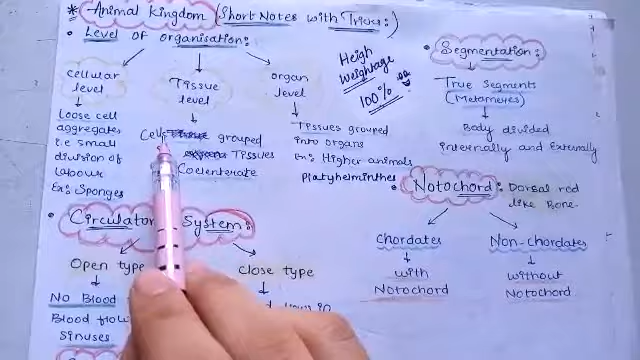 * Animal Kingdom (Short Notes with Tricks:)
• Level of organisation:
cellular
level
Loose cell
aggregates
i.e small
division of
labour
Ex: Sponges
Tissue
level
Cells grouped
Tissues
Coelenterate
organ
level
Tissues grouped
into organs
Ex: Higher animals
Platyhelminthes
Heigh
Weightage
100%
• Segmentation:
True Segments
(Metameres)
Body divided
internally and Externally
• Notochord: Dorsal rod
like Bone.
Chordates
with
Notochord
Non-chordates
without
Notochord
• Circulatory System:
Open type
No Blood
Blood flow
Sinuses
Close type